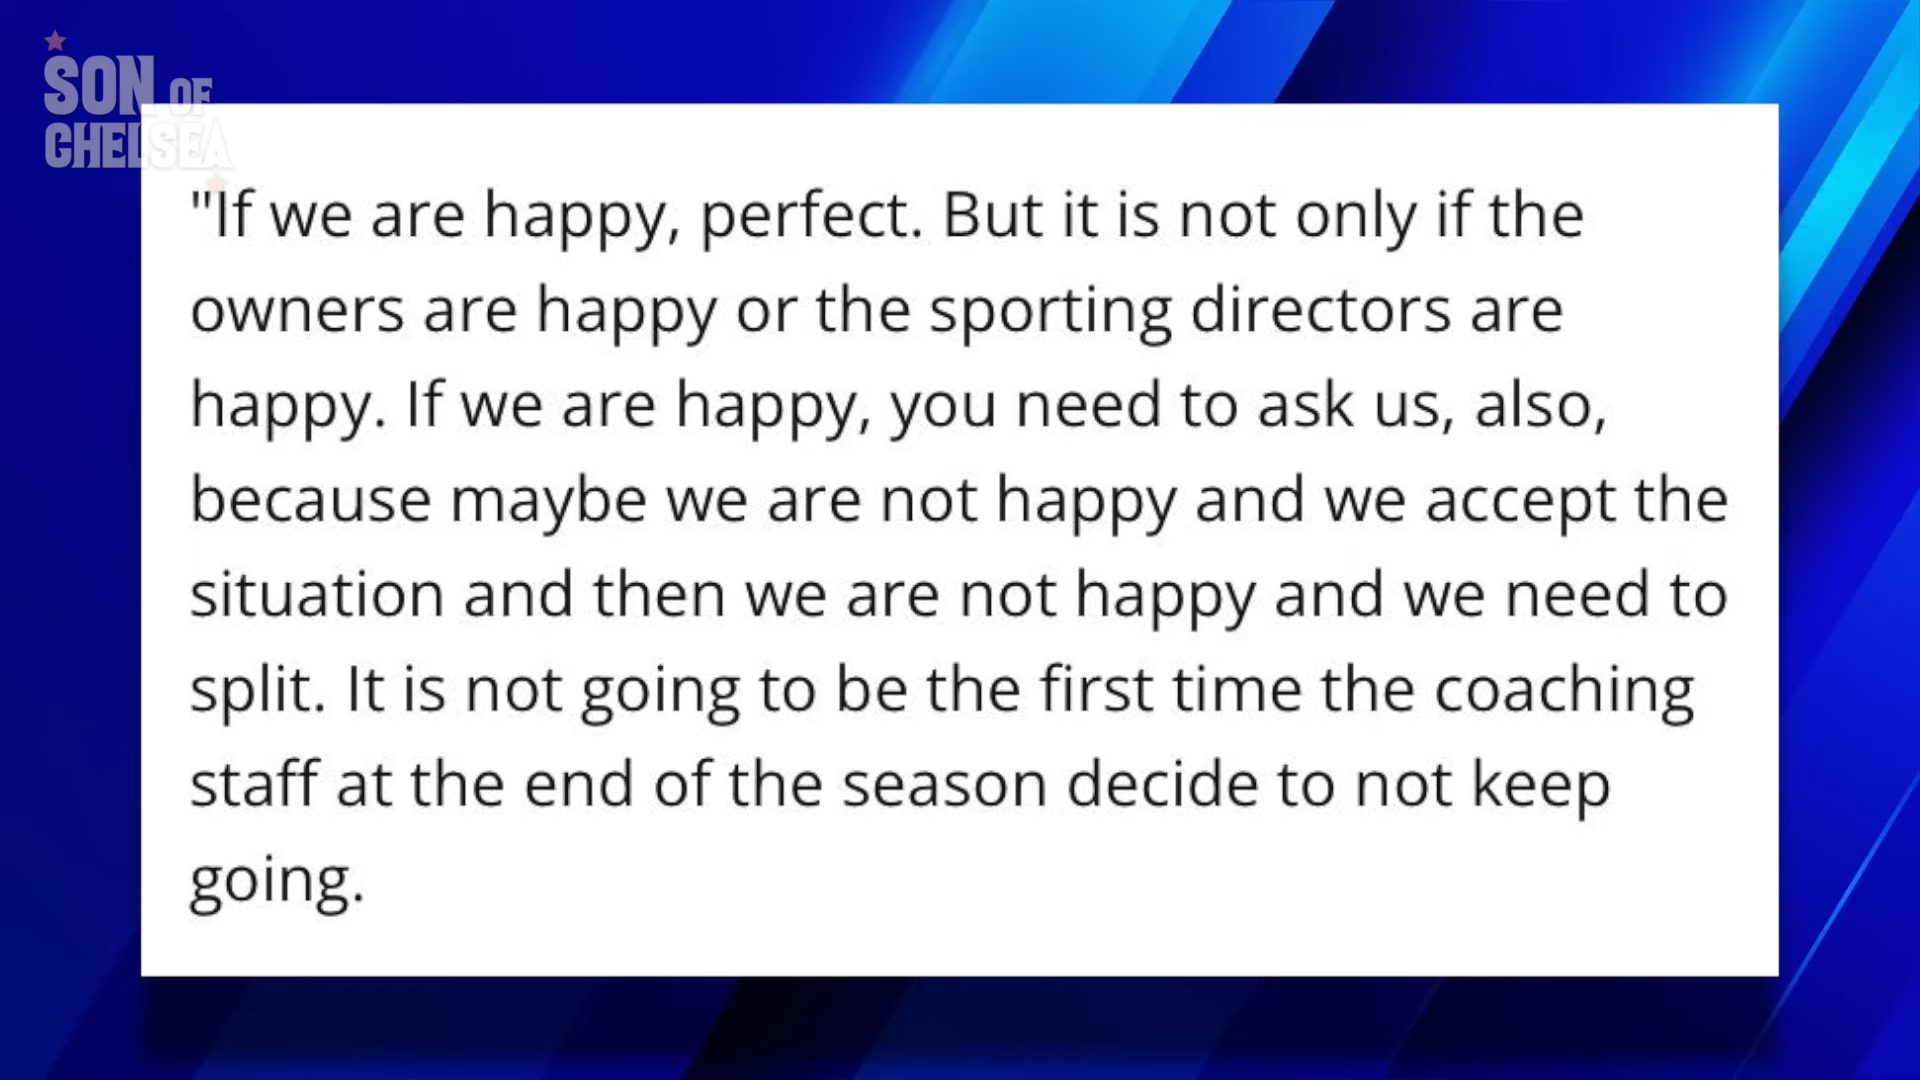 SON OF
CHELSEA
"If we are happy, perfect. But it is not only if the
owners are happy or the sporting directors are
happy. If we are happy, you need to ask us, also,
because maybe we are not happy and we accept the
situation and then we are not happy and we need to
split. It is not going to be the first time the coaching
staff at the end of the season decide to not keep
going.